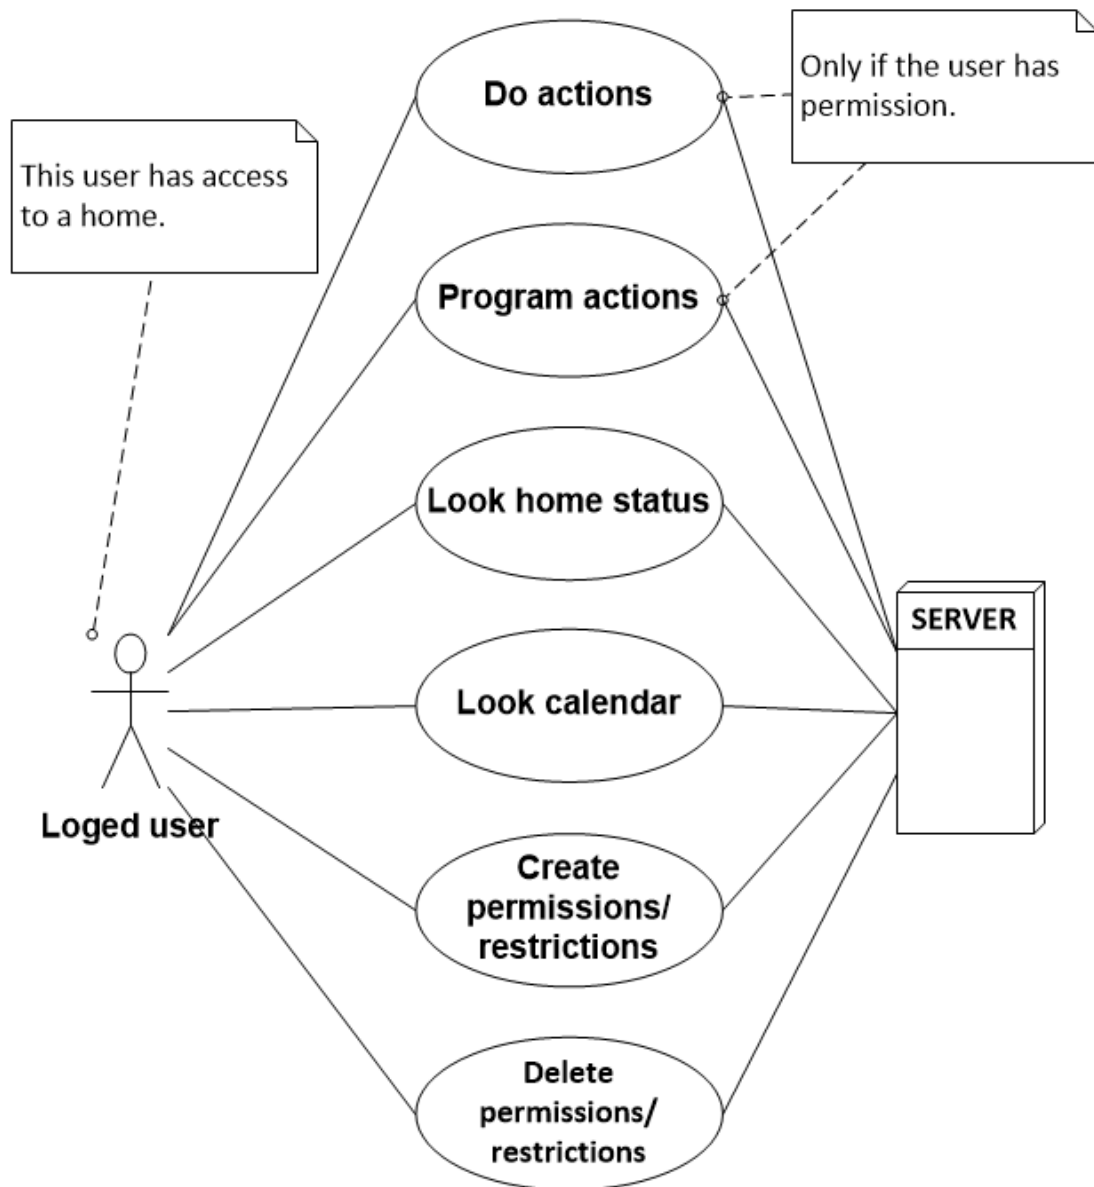 Do actions
Only if the user has
permission.
This user has access
to a home.
Program actions
Look home status
SERVER
Look calendar
Loged user
Create
permissions/
restrictions
Delete
permissions/
restrictions